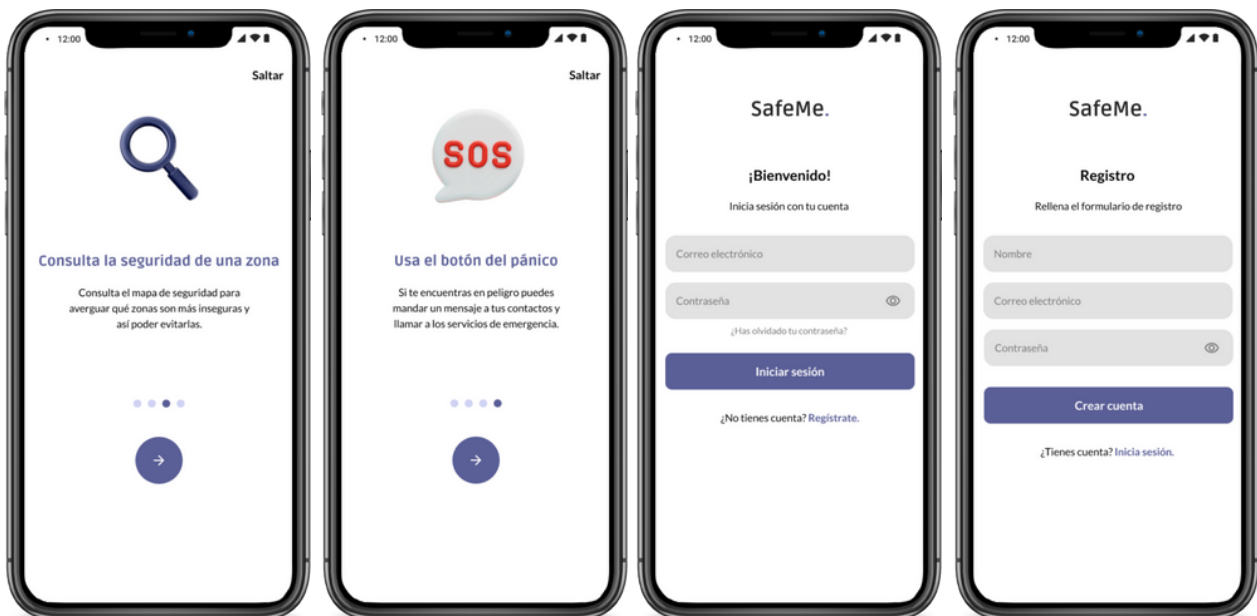 12:00
Saltar
Consulta la seguridad de una zona
Consulta el mapa de seguridad para
averguar qué zonas son más inseguras y
así poder evitarlas.
12:00
Saltar
SOS
Usa el botón del pánico
Si te encuentras en peligro puedes
mandar un mensaje a tus contactos y
llamar a los servicios de emergencia.
12:00
SafeMe.
¡Bienvenido!
Inicia sesión con tu cuenta
Correo electrónico
Contraseña
¿Has olvidado tu contraseña?
Iniciar sesión
¿No tienes cuenta? Regístrate.
12:00
SafeMe.
Registro
Rellena el formulario de registro
Nombre
Correo electrónico
Contraseña
Crear cuenta
¿Tienes cuenta? Inicia sesión.